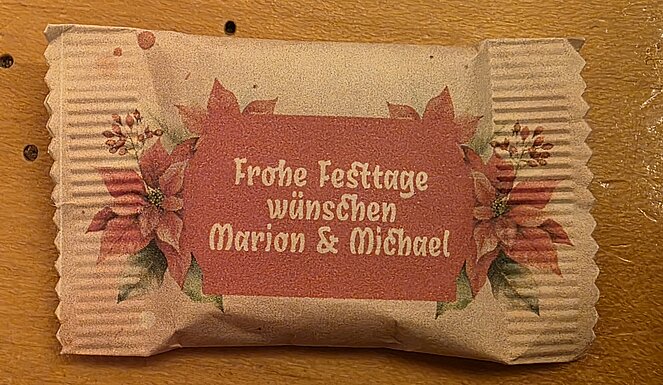 Frohe Festtage
wünschen
Marion & Michael